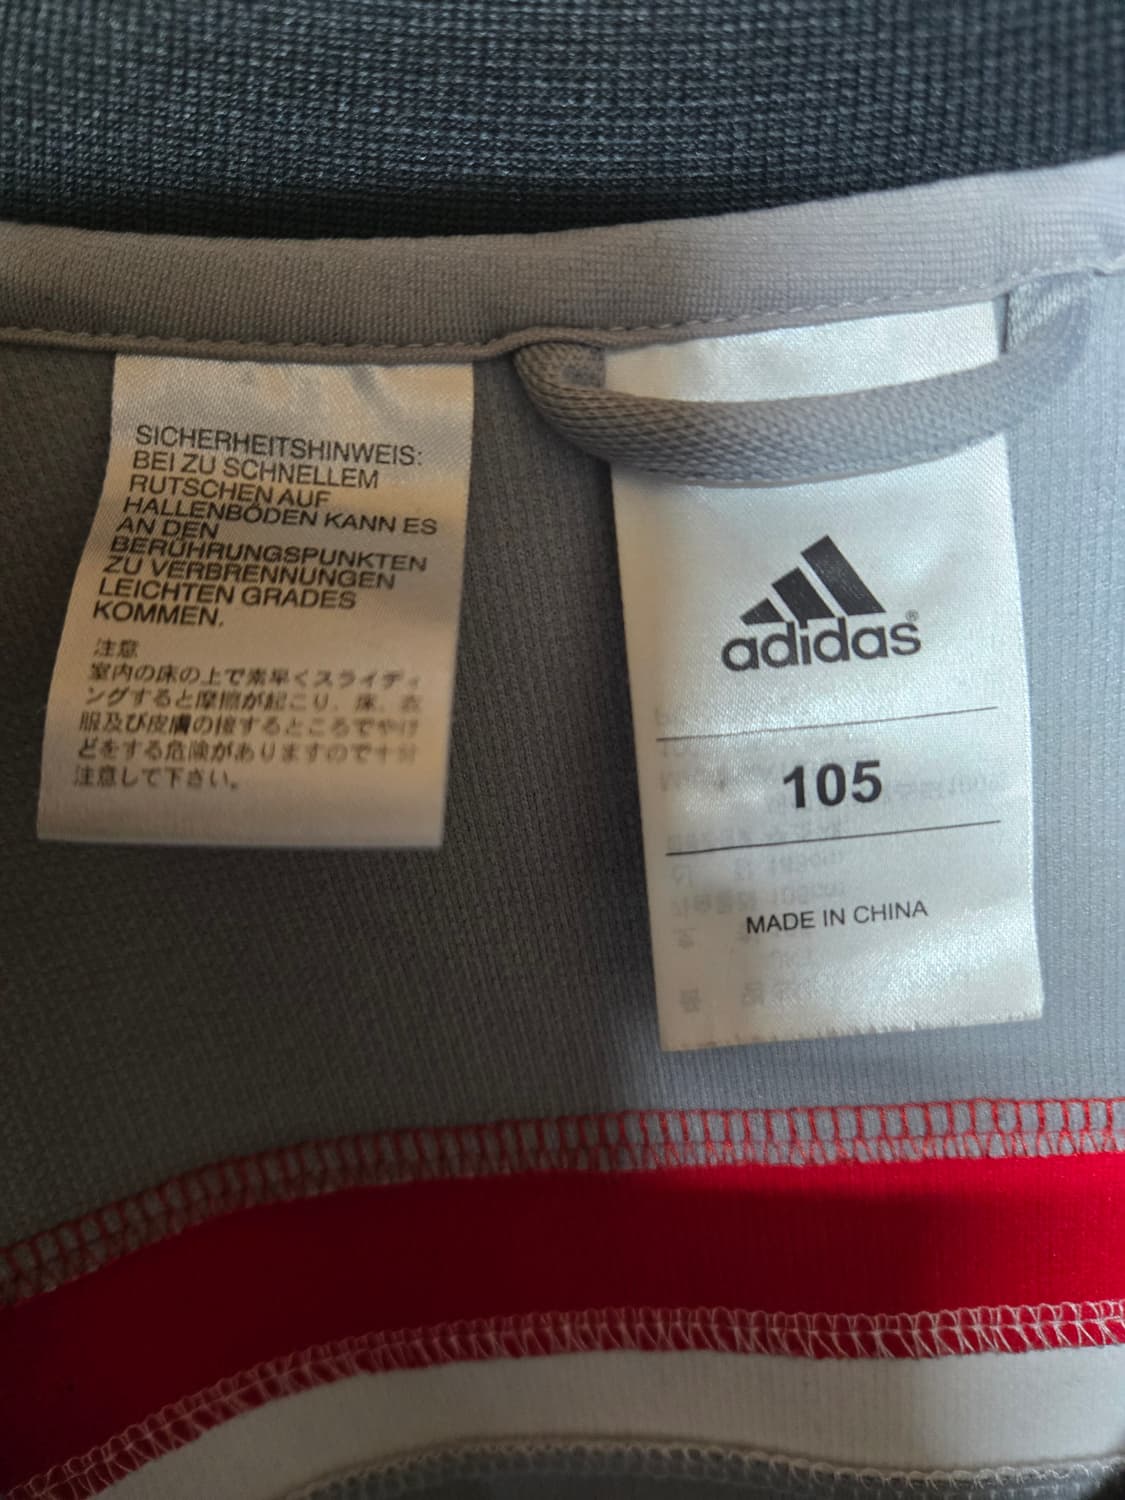 SICHERHEITSHINWEIS:
BEI ZU SCHNELLEM
RUTSCHEN AUF
HALLENBÖDEN KANN ES
AN DEN
BERÜHRUNGSPUNKTEN
ZU VERBRENNUNGEN
LEICHTEN GRADES
KOMMEN.
注意
室内の床の上で素早くスライディ
ングすると摩擦が起こり、床、衣
服及び皮膚の接するところでやけ
どをする危険がありますので十分
注意して下さい。
adidas®
105
MADE IN CHINA